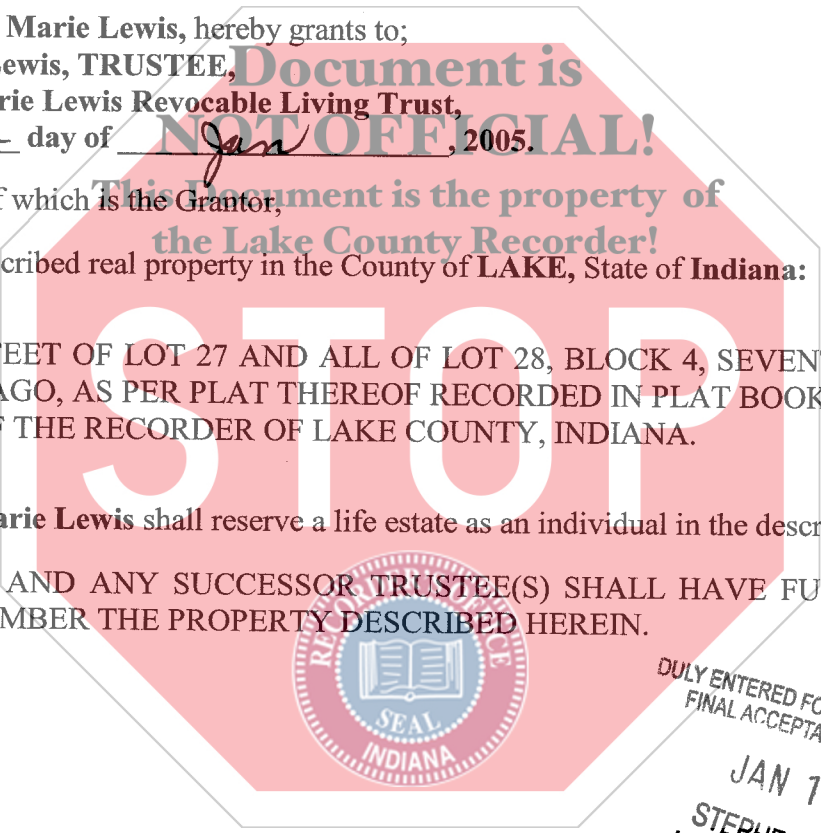 Marie Lewis, hereby grants to;
ewis, TRUSTEE,
Document is
rie Lewis Revocable Living Trust,
day of Jan, 2005.
NOT OFFICIAL!
f which is the Grantor,
This Document is the property of
the Lake County Recorder!
cribed real property in the County of LAKE, State of Indiana:
STOP
EET OF LOT 27 AND ALL OF LOT 28, BLOCK 4, SEVEN
AGO, AS PER PLAT THEREOF RECORDED IN PLAT BOOK
F THE RECORDER OF LAKE COUNTY, INDIANA.
arie Lewis shall reserve a life estate as an individual in the descr
AND ANY SUCCESSOR TRUSTEE(S) SHALL HAVE FU
MBER THE PROPERTY DESCRIBED HEREIN.
RECORDER'S OFFICE
SEAL
INDIANA
DULY ENTERED FO
FINAL ACCEPTA
JAN 1
STEPH